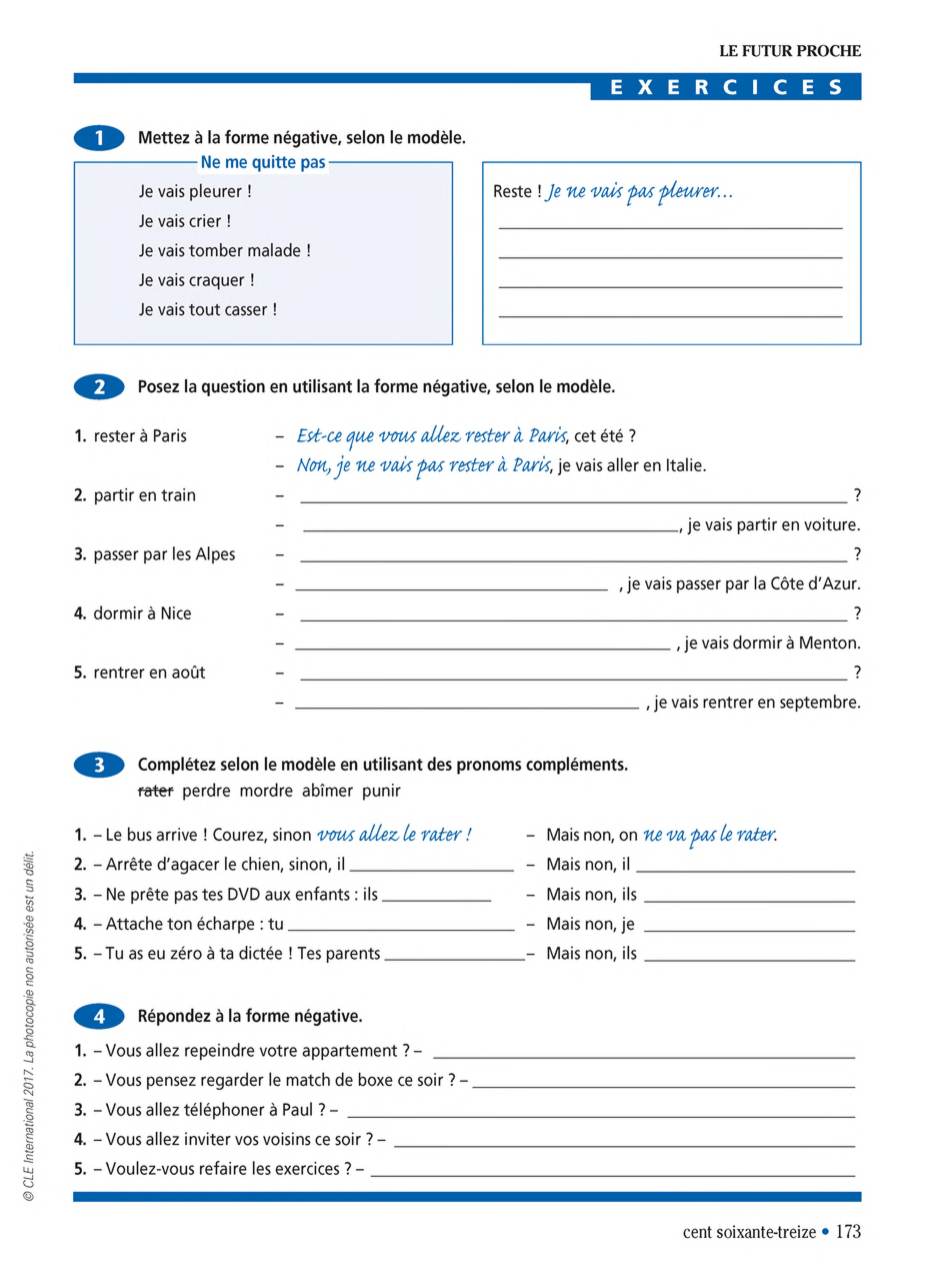 LE FUTUR PROCHE
EXERCICES
1 Mettez à la forme négative, selon le modèle.
Ne me quitte pas
Je vais pleurer !
Je vais crier !
Je vais tomber malade !
Je vais craquer !
Je vais tout casser !
Reste ! Je ne vais pas pleurer...
2 Posez la question en utilisant la forme négative, selon le modèle.
1. rester à Paris – Est-ce que vous allez rester à Paris, cet été ?
– Non, je ne vais pas rester à Paris, je vais aller en Italie.
2. partir en train – ?
– , je vais partir en voiture.
3. passer par les Alpes – ?
– , je vais passer par la Côte d'Azur.
4. dormir à Nice – ?
– , je vais dormir à Menton.
5. rentrer en août – ?
– , je vais rentrer en septembre.
3 Complétez selon le modèle en utilisant des pronoms compléments.
rater perdre mordre abîmer punir
1. – Le bus arrive ! Courez, sinon vous allez le rater ! – Mais non, on ne va pas le rater.
2. – Arrête d'agacer le chien, sinon, il – Mais non, il
3. – Ne prête pas tes DVD aux enfants : ils – Mais non, ils
4. – Attache ton écharpe : tu – Mais non, je
5. – Tu as eu zéro à ta dictée ! Tes parents – Mais non, ils
4 Répondez à la forme négative.
1. – Vous allez repeindre votre appartement ? –
2. – Vous pensez regarder le match de boxe ce soir ? –
3. – Vous allez téléphoner à Paul ? –
4. – Vous allez inviter vos voisins ce soir ? –
5. – Voulez-vous refaire les exercices ? –
© CLE International 2017. La photocopie non autorisée est un délit.
cent soixante-treize • 173